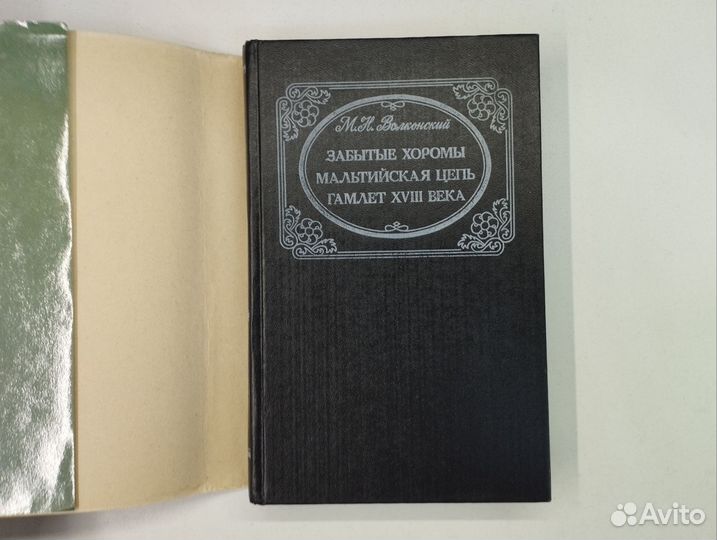 М.Н. Волконский
ЗАБЫТЫЕ ХОРОМЫ
МАЛЬТИЙСКАЯ ЦЕПЬ
ГАМЛЕТ XVIII ВЕКА
Avito